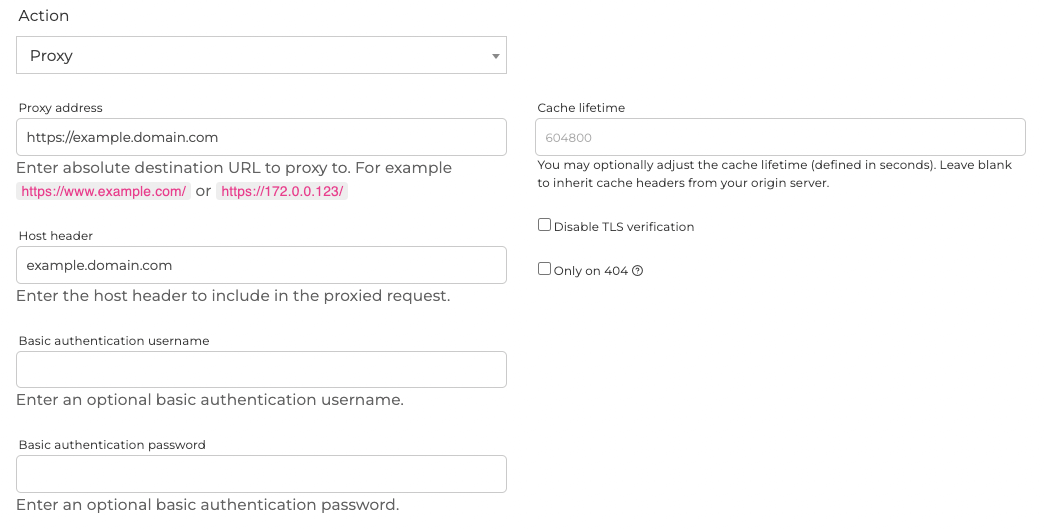 Action
Proxy
Proxy address
https://example.domain.com
Enter absolute destination URL to proxy to. For example
https://www.example.com/ or https://172.0.0.123/
Host header
example.domain.com
Enter the host header to include in the proxied request.
Basic authentication username
Enter an optional basic authentication username.
Basic authentication password
Enter an optional basic authentication password.
Cache lifetime
604800
You may optionally adjust the cache lifetime (defined in seconds). Leave blank
to inherit cache headers from your origin server.
Disable TLS verification
Only on 404